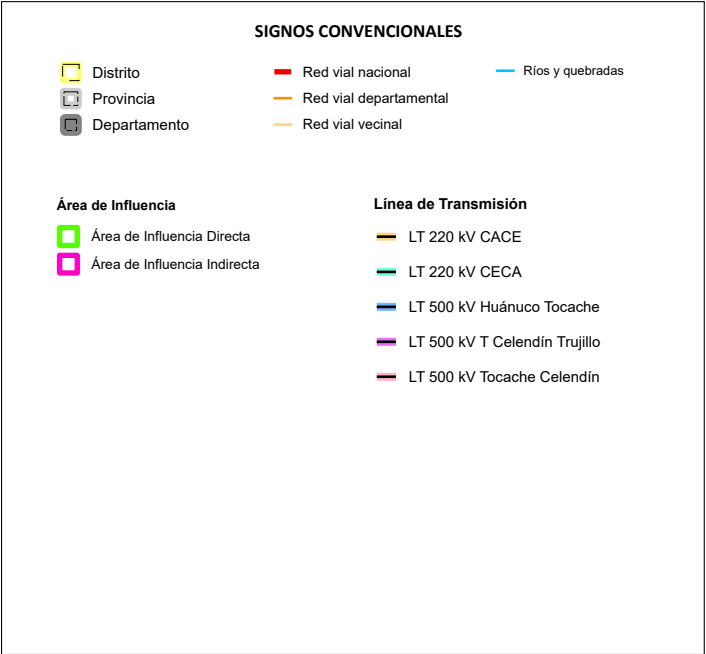 SIGNOS CONVENCIONALES
Distrito
Provincia
Departamento
Red vial nacional
Red vial departamental
Red vial vecinal
Ríos y quebradas
Área de Influencia
Área de Influencia Directa
Área de Influencia Indirecta
Línea de Transmisión
LT 220 kV CACE
LT 220 kV CECA
LT 500 kV Huánuco Tocache
LT 500 kV T Celendín Trujillo
LT 500 kV Tocache Celendín